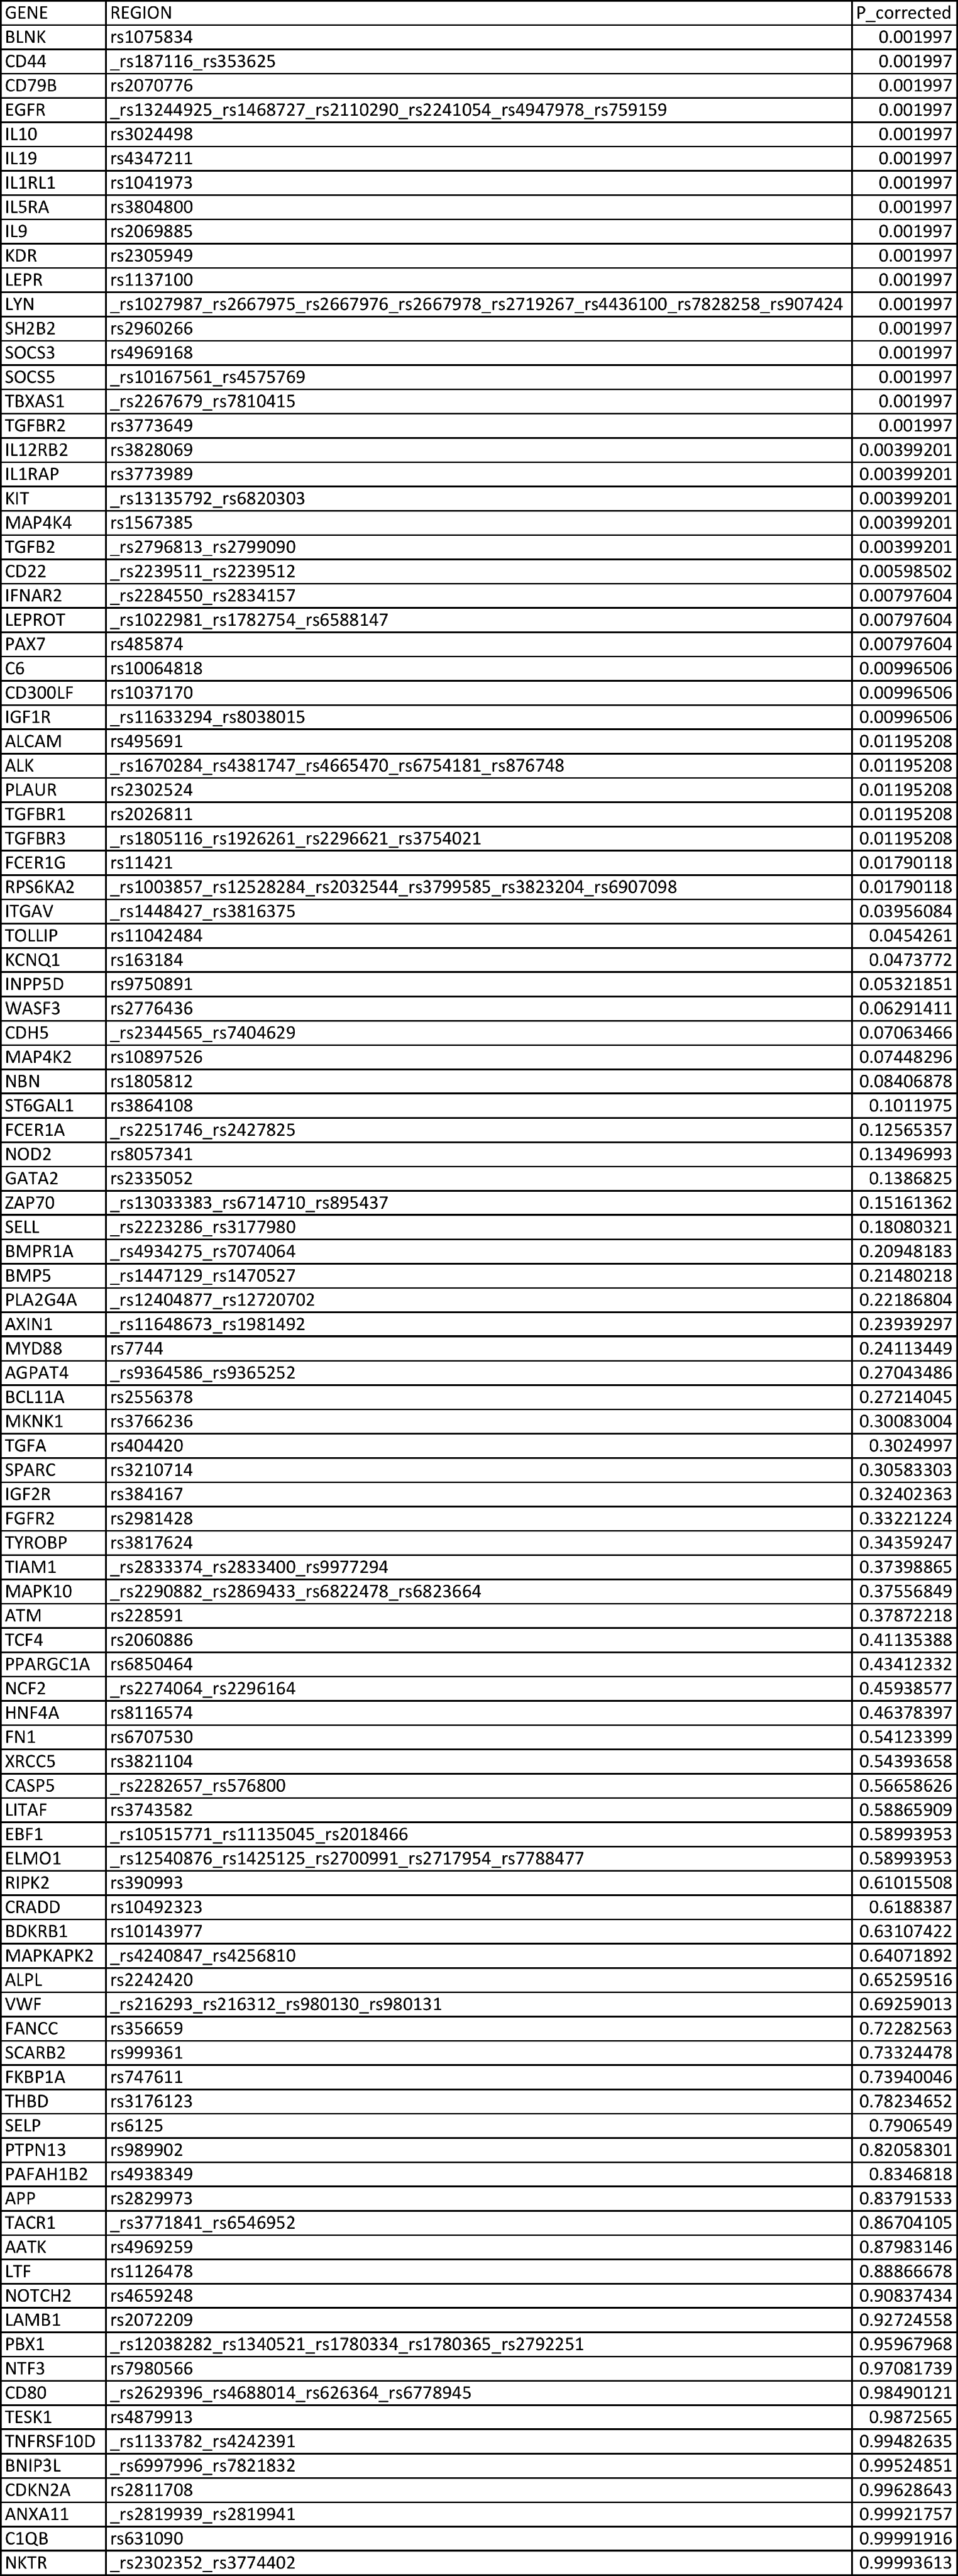 GENE REGION P_corrected
BLNK rs1075834 0.001997
CD44 _rs187116_rs353625 0.001997
CD79B rs2070776 0.001997
EGFR _rs13244925_rs1468727_rs2110290_rs2241054_rs4947978_rs759159 0.001997
IL10 rs3024498 0.001997
IL19 rs4347211 0.001997
IL1RL1 rs1041973 0.001997
IL5RA rs3804800 0.001997
IL9 rs2069885 0.001997
KDR rs2305949 0.001997
LEPR rs1137100 0.001997
LYN _rs1027987_rs2667975_rs2667976_rs2667978_rs2719267_rs4436100_rs7828258_rs907424 0.001997
SH2B2 rs2960266 0.001997
SOCS3 rs4969168 0.001997
SOCS5 _rs10167561_rs4575769 0.001997
TBXAS1 _rs2267679_rs7810415 0.001997
TGFBR2 rs3773649 0.001997
IL12RB2 rs3828069 0.00399201
IL1RAP rs3773989 0.00399201
KIT _rs13135792_rs6820303 0.00399201
MAP4K4 rs1567385 0.00399201
TGFB2 _rs2796813_rs2799090 0.00399201
CD22 _rs2239511_rs2239512 0.00598502
IFNAR2 _rs2284550_rs2834157 0.00797604
LEPROT _rs1022981_rs1782754_rs6588147 0.00797604
PAX7 rs485874 0.00797604
C6 rs10064818 0.00996506
CD300LF rs1037170 0.00996506
IGF1R _rs11633294_rs8038015 0.00996506
ALCAM rs495691 0.01195208
ALK _rs1670284_rs4381747_rs4665470_rs6754181_rs876748 0.01195208
PLAUR rs2302524 0.01195208
TGFBR1 rs2026811 0.01195208
TGFBR3 _rs1805116_rs1926261_rs2296621_rs3754021 0.01195208
FCER1G rs11421 0.01790118
RPS6KA2 _rs1003857_rs12528284_rs2032544_rs3799585_rs3823204_rs6907098 0.01790118
ITGAV _rs1448427_rs3816375 0.03956084
TOLLIP rs11042484 0.0454261
KCNQ1 rs163184 0.0473772
INPP5D rs9750891 0.05321851
WASF3 rs2776436 0.06291411
CDH5 _rs2344565_rs7404629 0.07063466
MAP4K2 rs10897526 0.07448296
NBN rs1805812 0.08406878
ST6GAL1 rs3864108 0.1011975
FCER1A _rs2251746_rs2427825 0.12565357
NOD2 rs8057341 0.13496993
GATA2 rs2335052 0.1386825
ZAP70 _rs13033383_rs6714710_rs895437 0.15161362
SELL _rs2223286_rs3177980 0.18080321
BMPR1A _rs4934275_rs7074064 0.20948183
BMP5 _rs1447129_rs1470527 0.21480218
PLA2G4A _rs12404877_rs12720702 0.22186804
AXIN1 _rs11648673_rs1981492 0.23939297
MYD88 rs7744 0.24113449
AGPAT4 _rs9364586_rs9365252 0.27043486
BCL11A rs2556378 0.27214045
MKNK1 rs3766236 0.30083004
TGFA rs404420 0.3024997
SPARC rs3210714 0.30583303
IGF2R rs384167 0.32402363
FGFR2 rs2981428 0.33221224
TYROBP rs3817624 0.34359247
TIAM1 _rs2833374_rs2833400_rs9977294 0.37398865
MAPK10 _rs2290882_rs2869433_rs6822478_rs6823664 0.37556849
ATM rs228591 0.37872218
TCF4 rs2060886 0.41135388
PPARGC1A rs6850464 0.43412332
NCF2 _rs2274064_rs2296164 0.45938577
HNF4A rs8116574 0.46378397
FN1 rs6707530 0.54123399
XRCC5 rs3821104 0.54393658
CASP5 _rs2282657_rs576800 0.56658626
LITAF rs3743582 0.58865909
EBF1 _rs10515771_rs11135045_rs2018466 0.58993953
ELMO1 _rs12540876_rs1425125_rs2700991_rs2717954_rs7788477 0.58993953
RIPK2 rs390993 0.61015508
CRADD rs10492323 0.6188387
BDKRB1 rs10143977 0.63107422
MAPKAPK2 _rs4240847_rs4256810 0.64071892
ALPL rs2242420 0.65259516
VWF _rs216293_rs216312_rs980130_rs980131 0.69259013
FANCC rs356659 0.72282563
SCARB2 rs999361 0.73324478
FKBP1A rs747611 0.73940046
THBD rs3176123 0.78234652
SELP rs6125 0.7906549
PTPN13 rs989902 0.82058301
PAFAH1B2 rs4938349 0.8346818
APP rs2829973 0.83791533
TACR1 _rs3771841_rs6546952 0.86704105
AATK rs4969259 0.87983146
LTF rs1126478 0.88866678
NOTCH2 rs4659248 0.90837434
LAMB1 rs2072209 0.92724558
PBX1 _rs12038282_rs1340521_rs1780334_rs1780365_rs2792251 0.95967968
NTF3 rs7980566 0.97081739
CD80 _rs2629396_rs4688014_rs626364_rs6778945 0.98490121
TESK1 rs4879913 0.9872565
TNFRSF10D _rs1133782_rs4242391 0.99482635
BNIP3L _rs6997996_rs7821832 0.99524851
CDKN2A rs2811708 0.99628643
ANXA11 _rs2819939_rs2819941 0.99921757
C1QB rs631090 0.99991916
NKTR _rs2302352_rs3774402 0.99993613